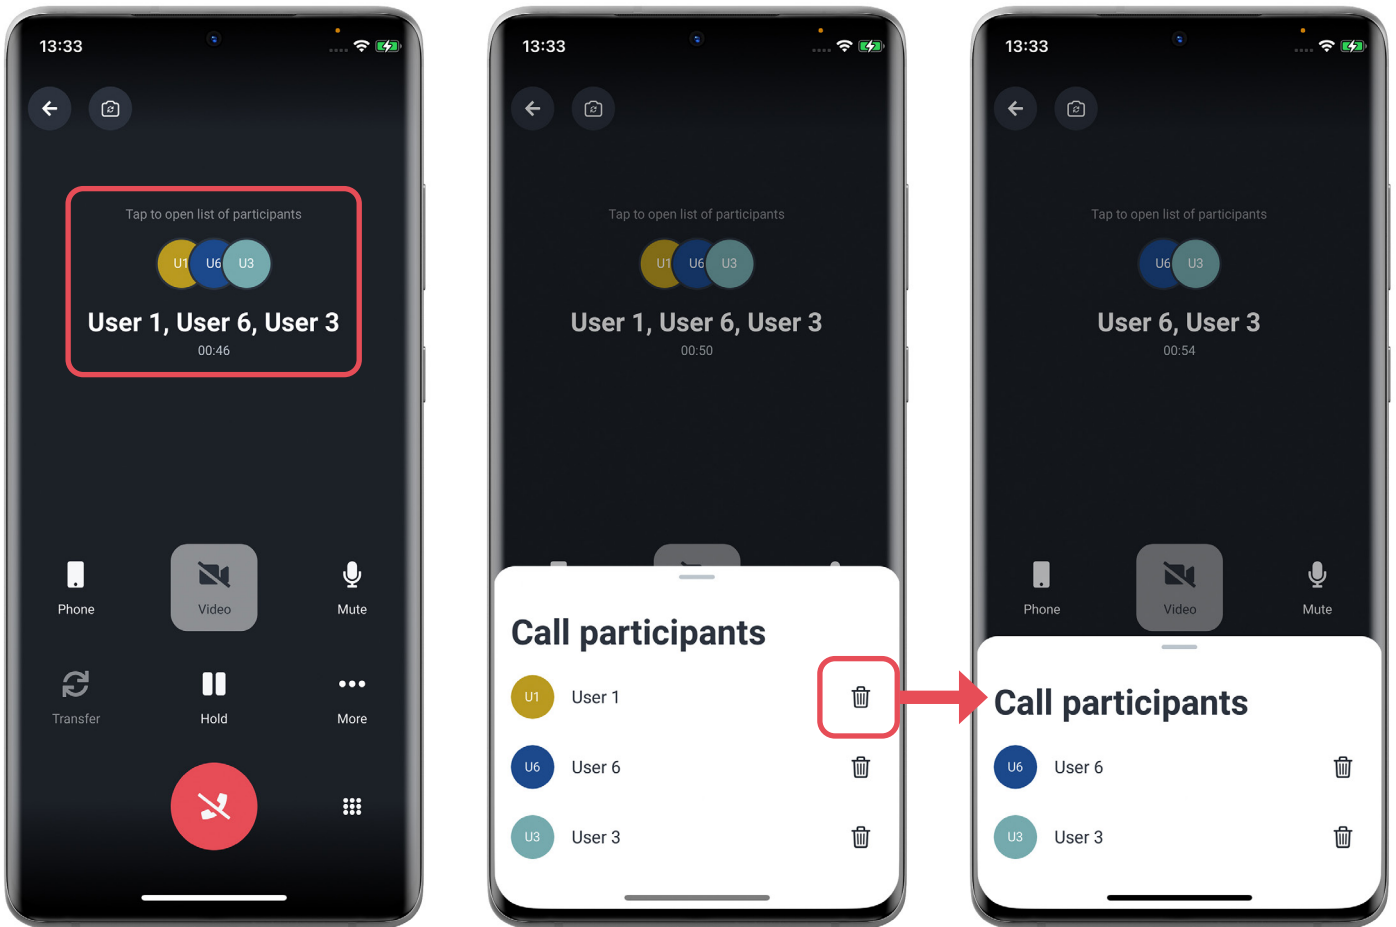 13:33
Tap to open list of participants
U1 U6 U3
User 1, User 6, User 3
00:46
Phone Video Mute
Transfer Hold More
13:33
Tap to open list of participants
U1 U6 U3
User 1, User 6, User 3
00:50
Call participants
U1 User 1
U6 User 6
U3 User 3
13:33
Tap to open list of participants
U6 U3
User 6, User 3
00:54
Phone Video Mute
Call participants
U6 User 6
U3 User 3